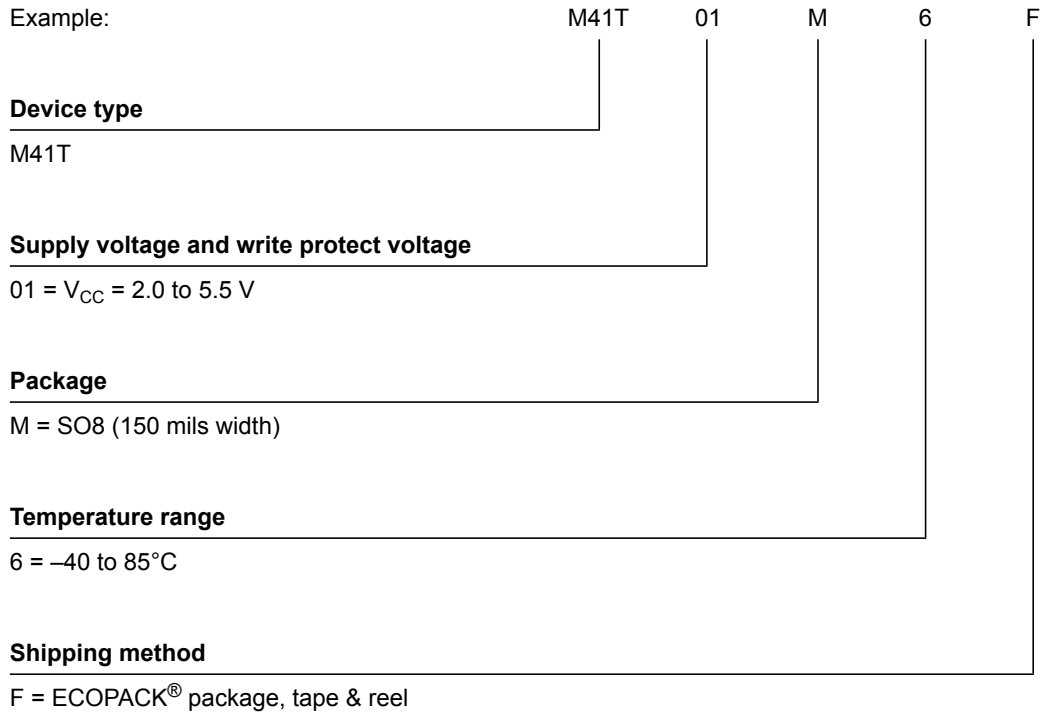 Example: M41T 01 M 6 F
Device type
M41T
Supply voltage and write protect voltage
01 = VCC = 2.0 to 5.5 V
Package
M = SO8 (150 mils width)
Temperature range
6 = –40 to 85°C
Shipping method
F = ECOPACK® package, tape & reel